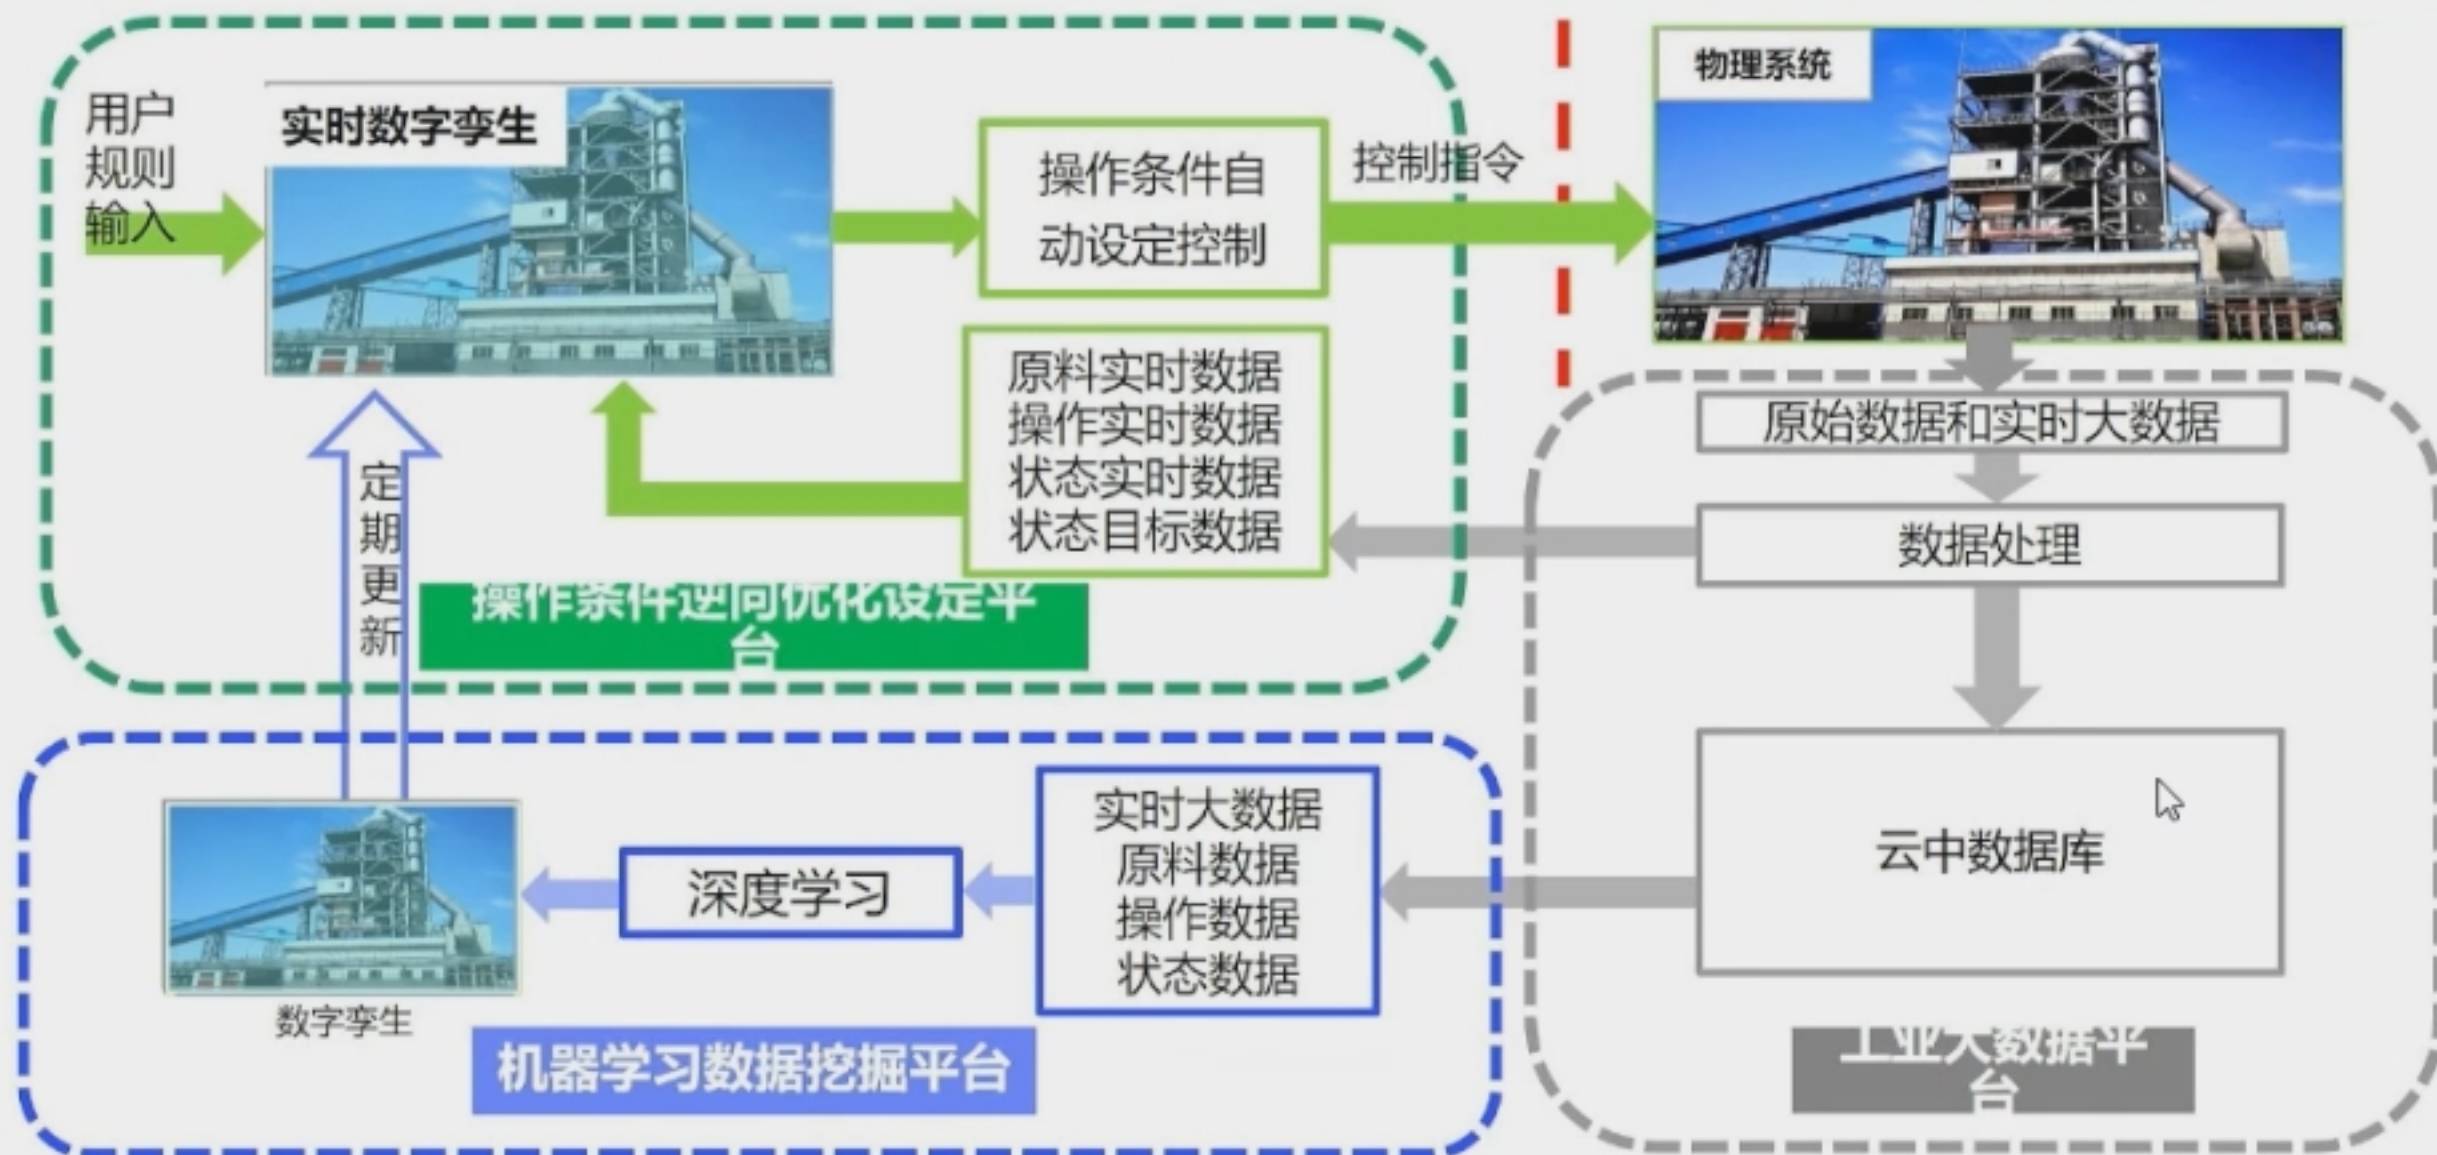 用户
规则
输入
实时数字孪生
操作条件自
动设定控制
控制指令
物理系统
原料实时数据
操作实时数据
状态实时数据
状态目标数据
原始数据和实时大数据
数据处理
云中数据库
定
期
更
新
操作条件逆向优化设定平
台
实时大数据
原料数据
操作数据
状态数据
深度学习
数字孪生
机器学习数据挖掘平台
工业大数据平
台